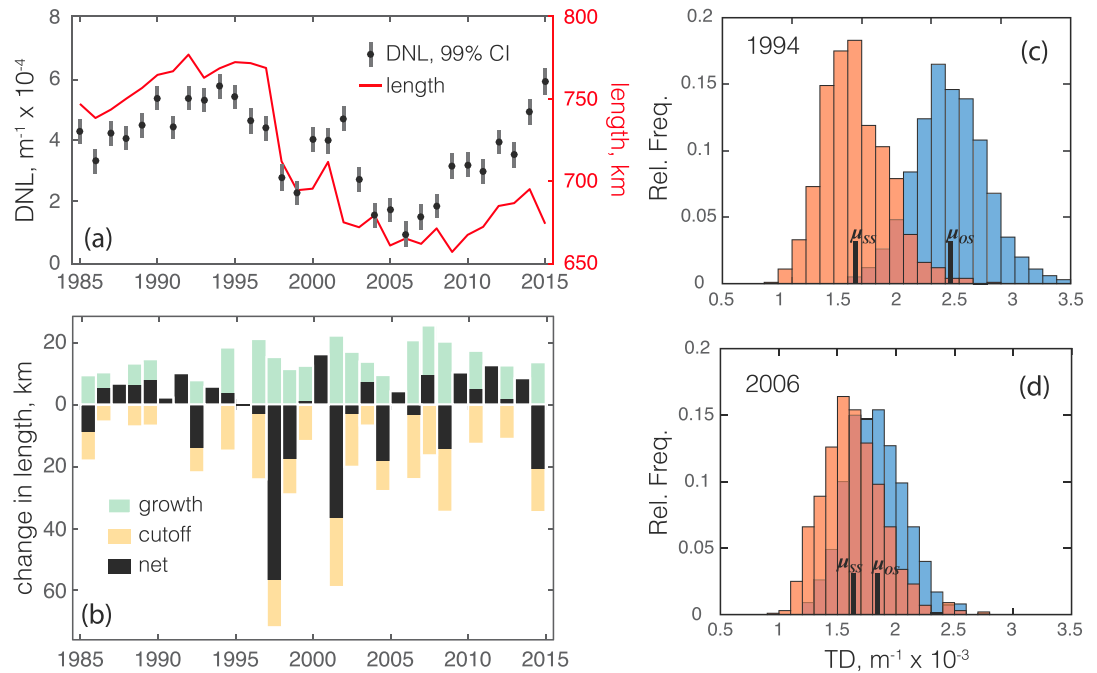 8
6
4
2
0
DNL, m⁻¹ x 10⁻⁴
1985
1990
1995
2000
2005
2010
2015
800
750
700
650
length, km
DNL, 99% CI
length
(a)
20
0
20
40
60
change in length, km
growth
cutoff
net
(b)
1985
1990
1995
2000
2005
2010
2015
0.2
0.15
0.1
0.05
0
Rel. Freq.
1994
(c)
μss
μos
0.5
1
1.5
2
2.5
3
3.5
0.2
0.15
0.1
0.05
0
Rel. Freq.
2006
(d)
μss
μos
0.5
1
1.5
2
2.5
3
3.5
TD, m⁻¹ x 10⁻³